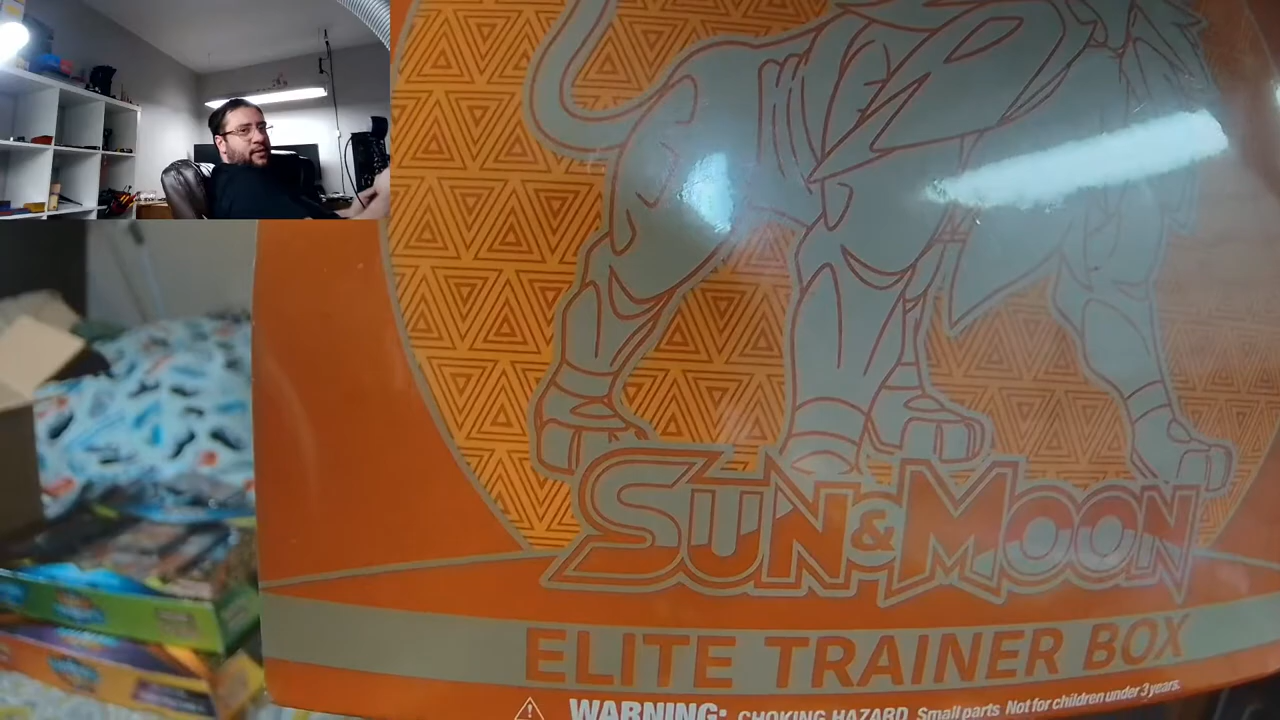 SUN & MOON
ELITE TRAINER BOX
WARNING: CHOKING HAZARD Small parts Not for children under 3 years.